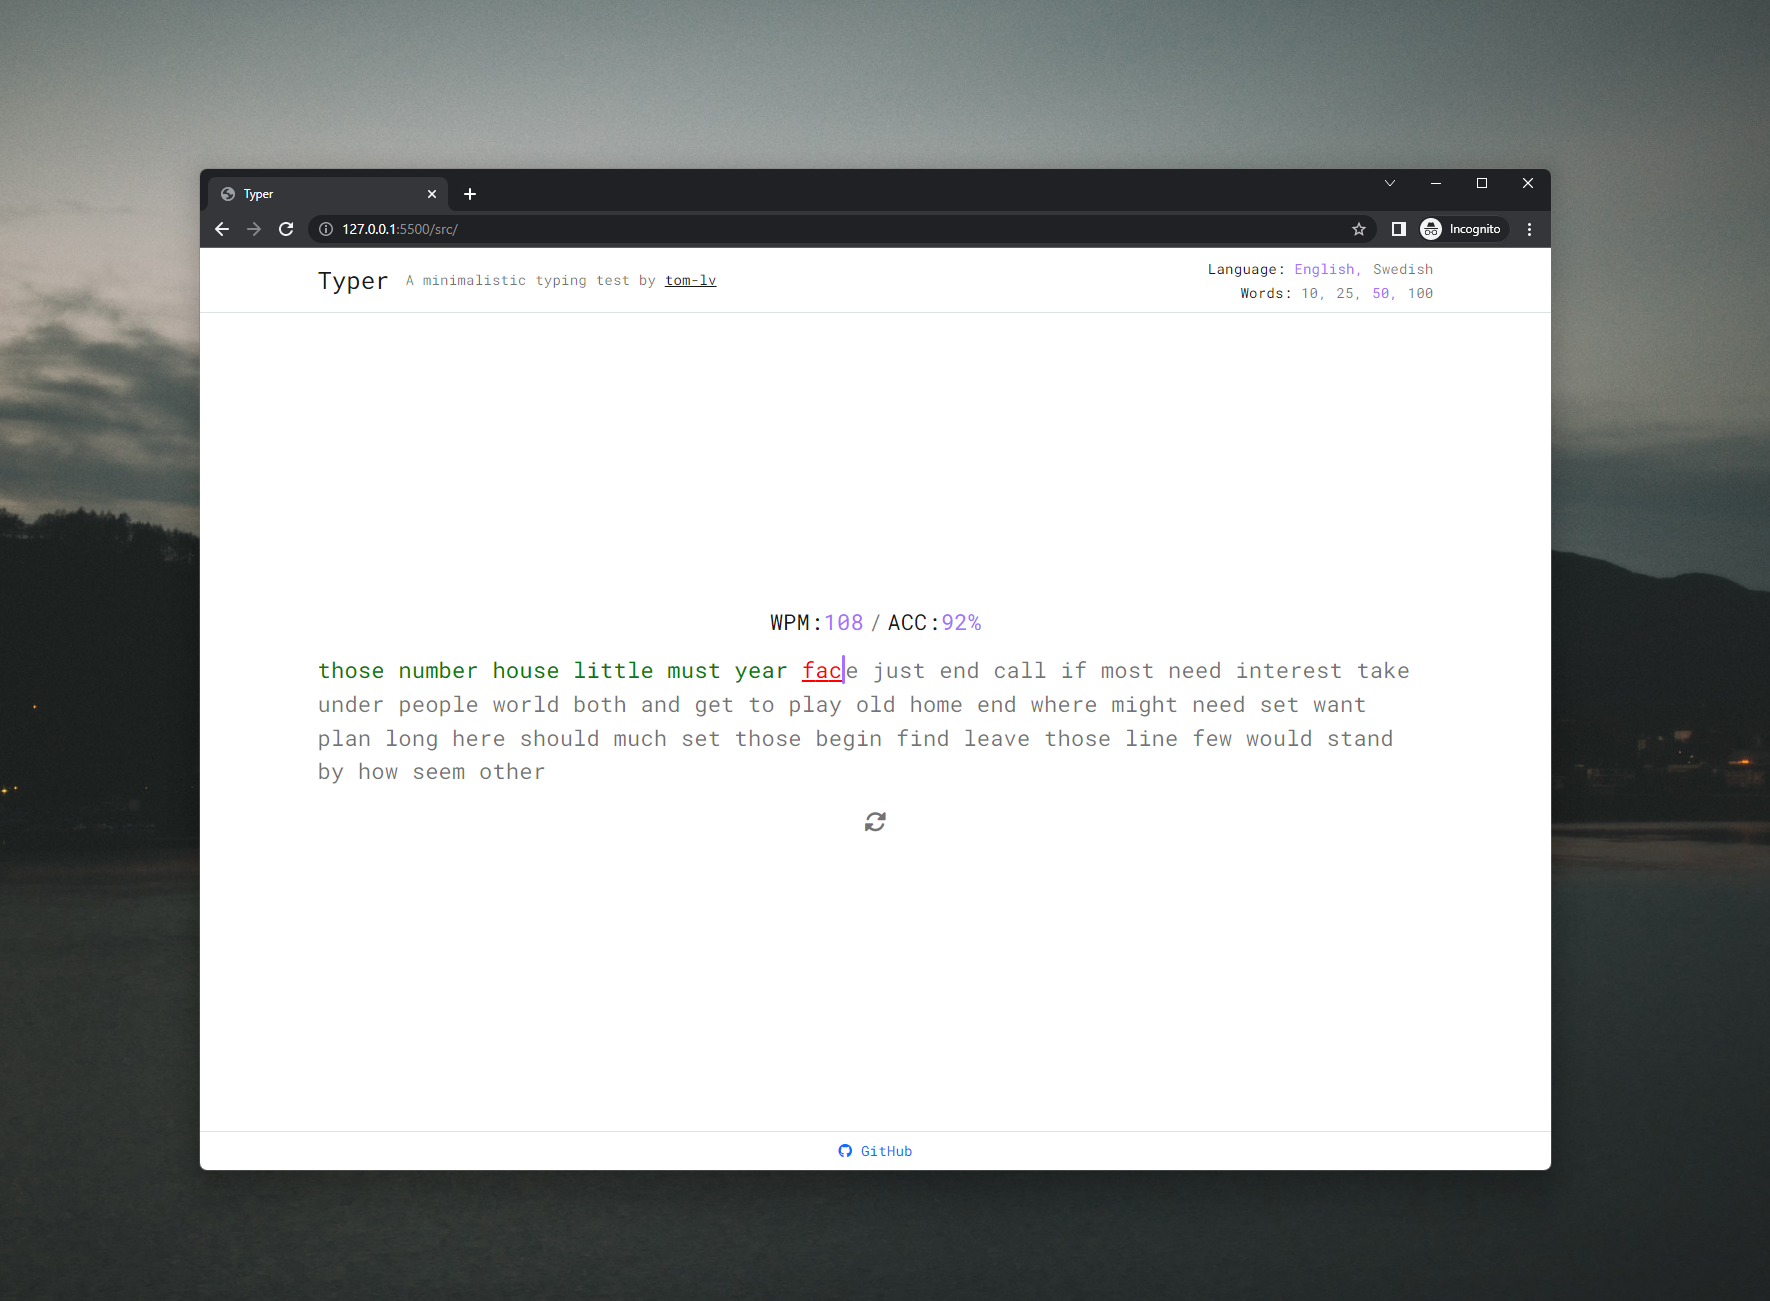 Typer
127.0.0.1:5500/src/
Incognito
Typer A minimalistic typing test by tom-lv
Language: English, Swedish
Words: 10, 25, 50, 100
WPM:108 / ACC:92%
those number house little must year face just end call if most need interest take
under people world both and get to play old home end where might need set want
plan long here should much set those begin find leave those line few would stand
by how seem other
GitHub